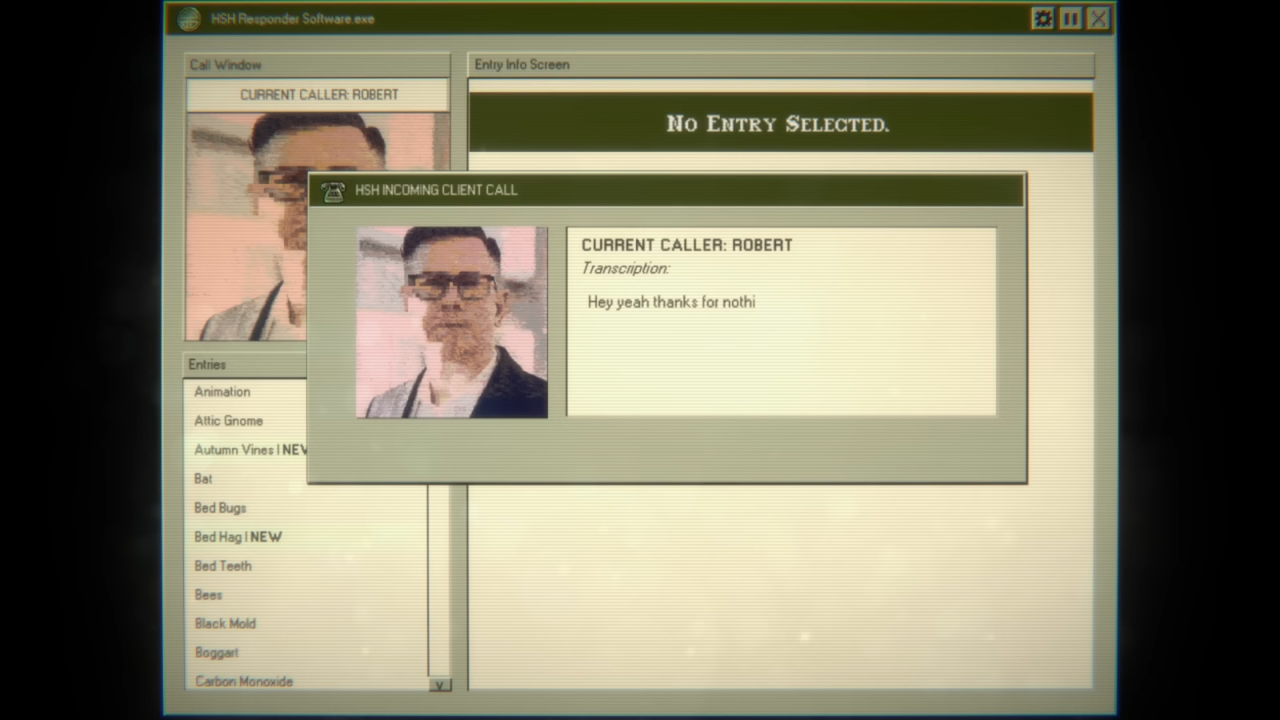 HSH Responder Software.exe
Call Window
CURRENT CALLER: ROBERT
Entry Info Screen
No Entry Selected.
HSH INCOMING CLIENT CALL
CURRENT CALLER: ROBERT
Transcription:
Hey yeah thanks for nothi
Entries
Animation
Attic Gnome
Autumn Vines | NEW
Bat
Bed Bugs
Bed Hag | NEW
Bed Teeth
Bees
Black Mold
Boggart
Carbon Monoxide